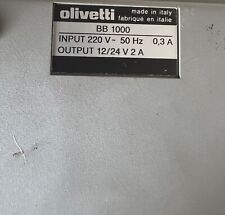 olivetti
made in italy
fabriqué en italie
BB 1000
INPUT 220 V~ 50 Hz 0,3 A
OUTPUT 12/24 V 2 A